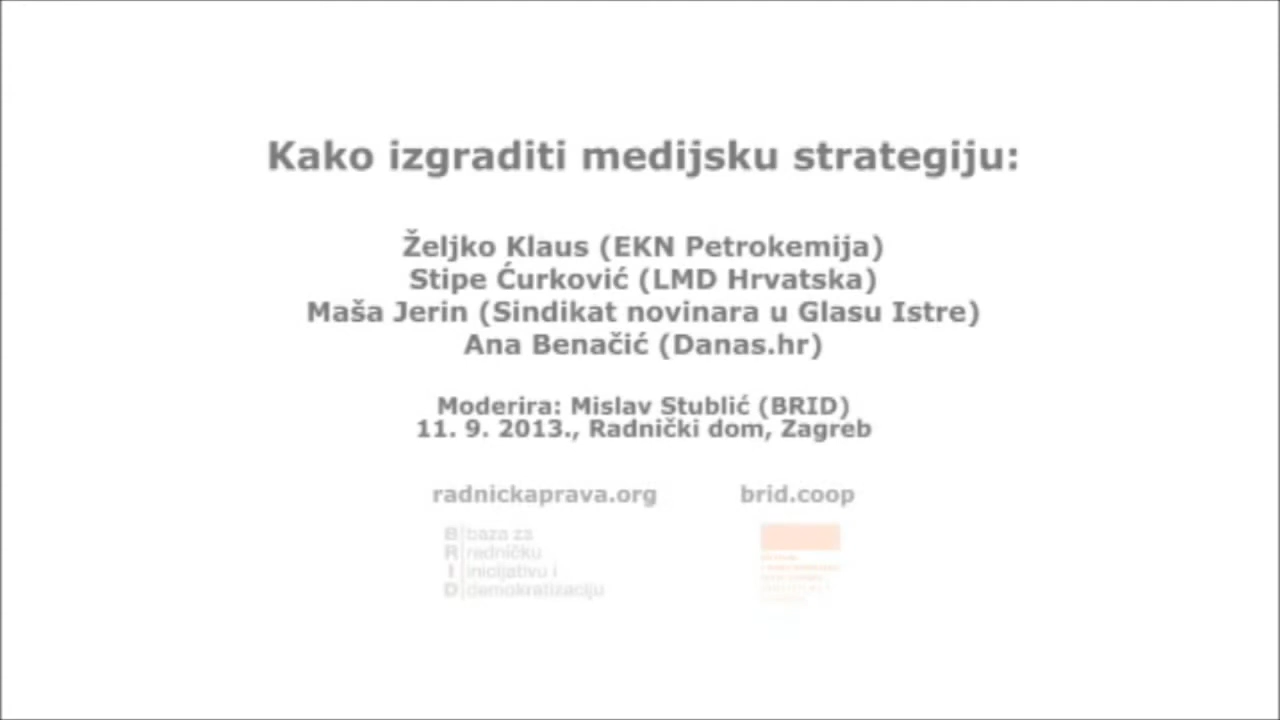 Kako izgraditi medijsku strategiju:
Željko Klaus (EKN Petrokemija)
Stipe Ćurković (LMD Hrvatska)
Maša Jerin (Sindikat novinara u Glasu Istre)
Ana Benačić (Danas.hr)
Moderira: Mislav Stublić (BRID)
11. 9. 2013., Radnički dom, Zagreb
radnickaprava.org brid.coop
B baza za
R radničku
I inicijativu i
D demokratizaciju